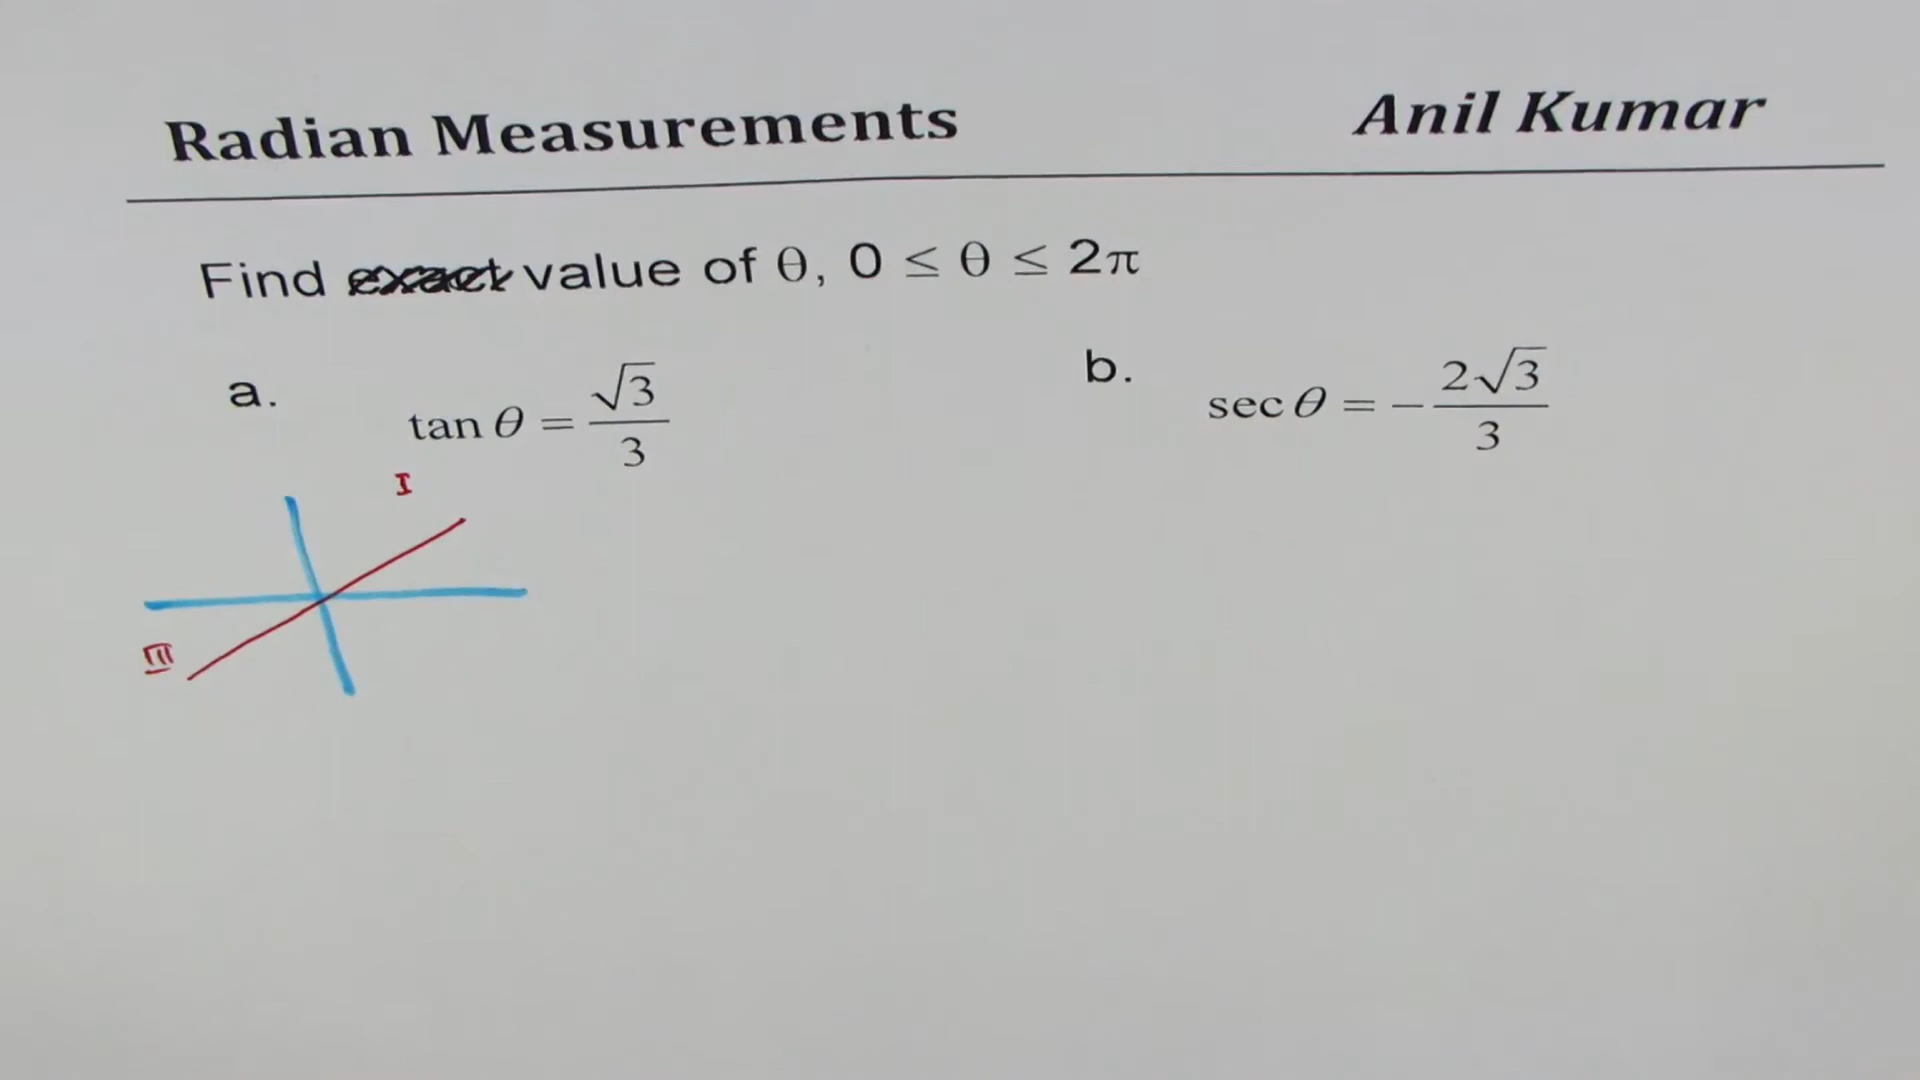 Radian Measurements Anil Kumar
Find exact value of θ, 0 ≤ θ ≤ 2π
a. tan θ = √3/3
b. sec θ = −2√3/3
I
III